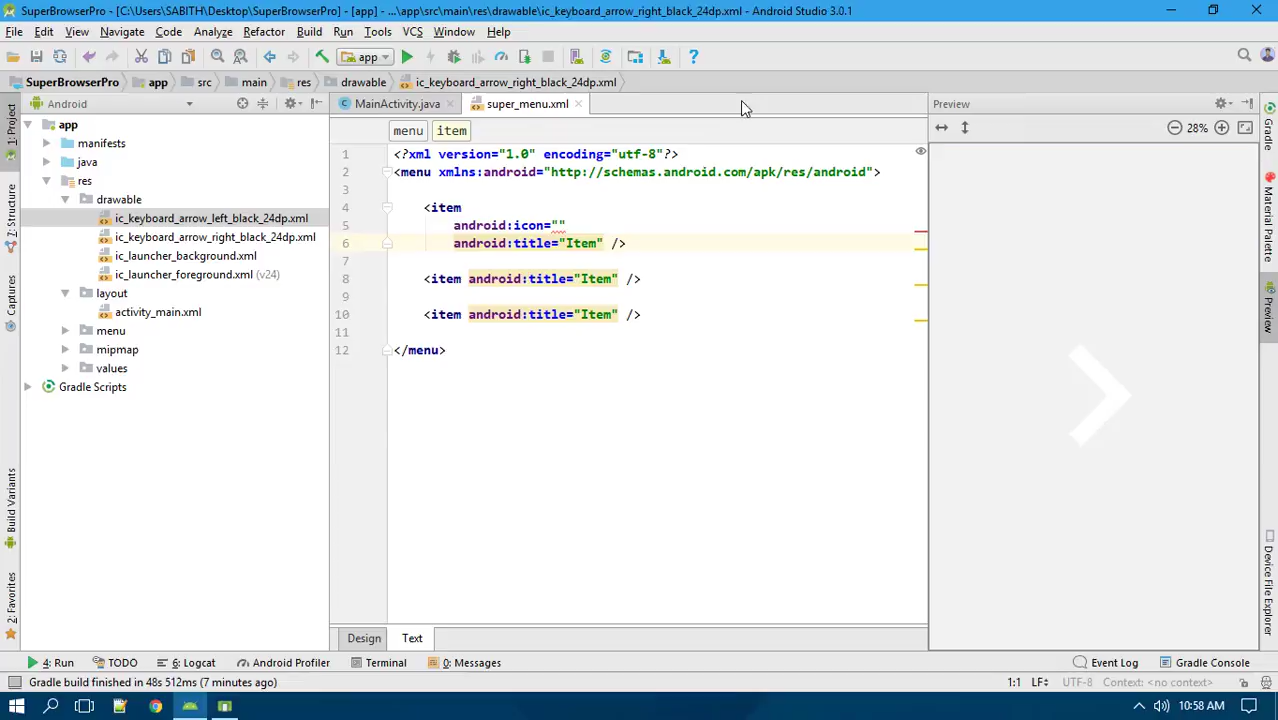 [C:\Users\SABITH\Desktop\SuperBrowserPro] - [app] - ...\app\src\main\res\drawable\ic_keyboard_arrow_right_black_24dp.xml - Android Studio 3.0.1
SuperBrowserPro - 
File Edit View Navigate Code Analyze Refactor Build Run Tools VCS Window Help
app
SuperBrowserPro app src main res drawable ic_keyboard_arrow_right_black_24dp.xml
Android
MainActivity.java super_menu.xml
Preview
menu item
28%
app
manifests
java
res
drawable
ic_keyboard_arrow_left_black_24dp.xml
ic_keyboard_arrow_right_black_24dp.xml
ic_launcher_background.xml
ic_launcher_foreground.xml (v24)
layout
activity_main.xml
menu
mipmap
values
Gradle Scripts
1 <?xml version="1.0" encoding="utf-8"?>
2 <menu xmlns:android="http://schemas.android.com/apk/res/android">
3
4 <item
5 android:icon=""
6 android:title="Item" />
7
8 <item android:title="Item" />
9
10 <item android:title="Item" />
11
12 </menu>
1: Project
7: Structure
Captures
Build Variants
2: Favorites
Gradle
Material Palette
Preview
Device File Explorer
Design Text
4: Run TODO 6: Logcat Android Profiler Terminal 0: Messages Event Log Gradle Console
Gradle build finished in 48s 512ms (7 minutes ago) 1:1 LF÷ UTF-8 Context: <no context>
10:58 AM